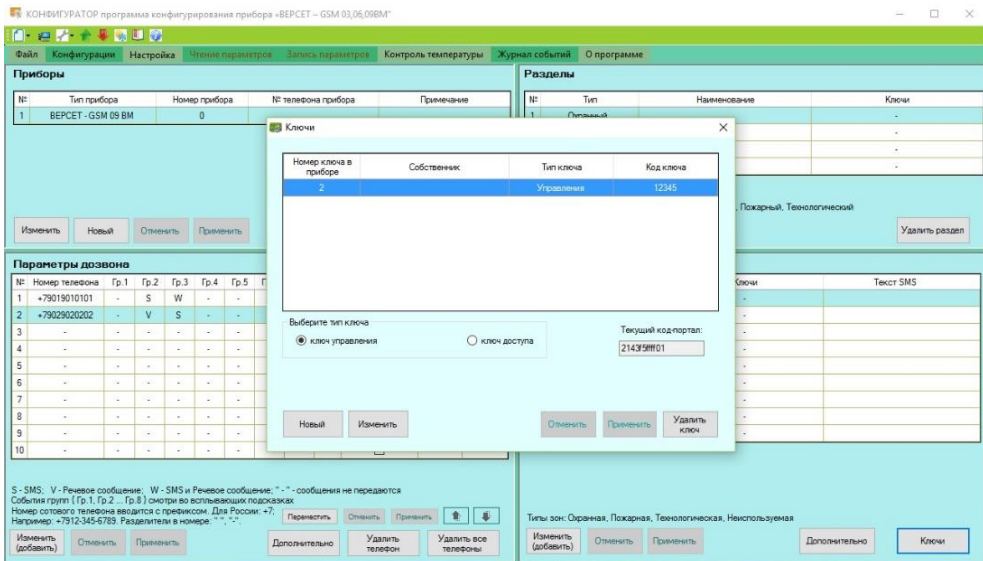 КОНФИГУРАТОР программа конфигурирования прибора «ВЕРСЕТ – GSM 03,06,09ВМ"
Файл Конфигурации Настройка Чтение параметров Запись параметров Контроль температуры Журнал событий О программе
Приборы
№ Тип прибора Номер прибора № телефона прибора Примечание
1 ВЕРСЕТ - GSM 09 ВМ 0
Изменить Новый Отменить Применить
Разделы
№ Тип Наименование Ключи
1 Охранный -
-
-
-
, Пожарный, Технологический
Удалить раздел
Ключи
Номер ключа в приборе Собственник Тип ключа Код ключа
2 Управления 12345
Выберите тип ключа
ключ управления ключ доступа
Текущий код-портал:
2143f5ffff01
Новый Изменить Отменить Применить Удалить ключ
Параметры дозвона
№ Номер телефона Гр.1 Гр.2 Гр.3 Гр.4 Гр.5
1 +79019010101 - S W - -
2 +79029020202 - V S - -
3 - - - - - -
4 - - - - - -
5 - - - - - -
6 - - - - - -
7 - - - - - -
8 - - - - - -
9 - - - - - -
10 - - - - - -
S - SMS; V - Речевое сообщение; W - SMS и Речевое сообщение; " - " - сообщения не передаются
События групп ( Гр.1, Гр.2 ... Гр.8 ) смотри во всплывающих подсказках
Номер сотового телефона вводится с префиксом. Для России: +7;
Например: +7912-345-6789. Разделители в номере: " ", "-".
Переместить Отменить Применить
Изменить (добавить) Отменить Применить Дополнительно Удалить телефон Удалить все телефоны
Ключи Текст SMS
-
-
-
-
-
-
-
-
Типы зон: Охранная, Пожарная, Технологическая, Неиспользуемая
Изменить (добавить) Отменить Применить Дополнительно Ключи